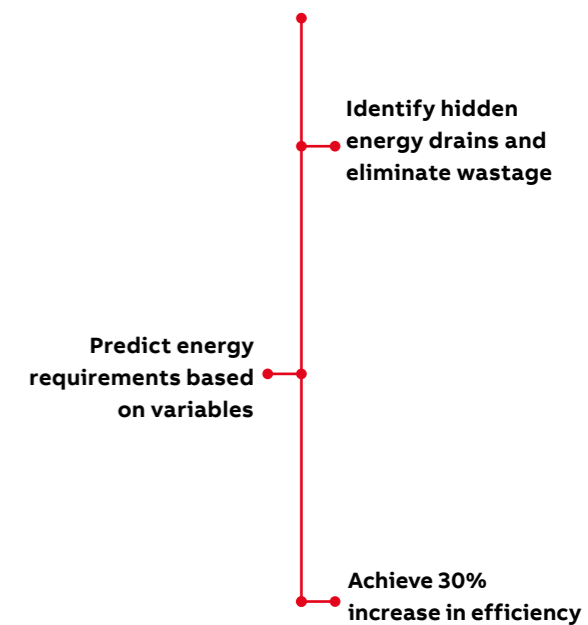 Identify hidden
energy drains and
eliminate wastage
Predict energy
requirements based
on variables
Achieve 30%
increase in efficiency